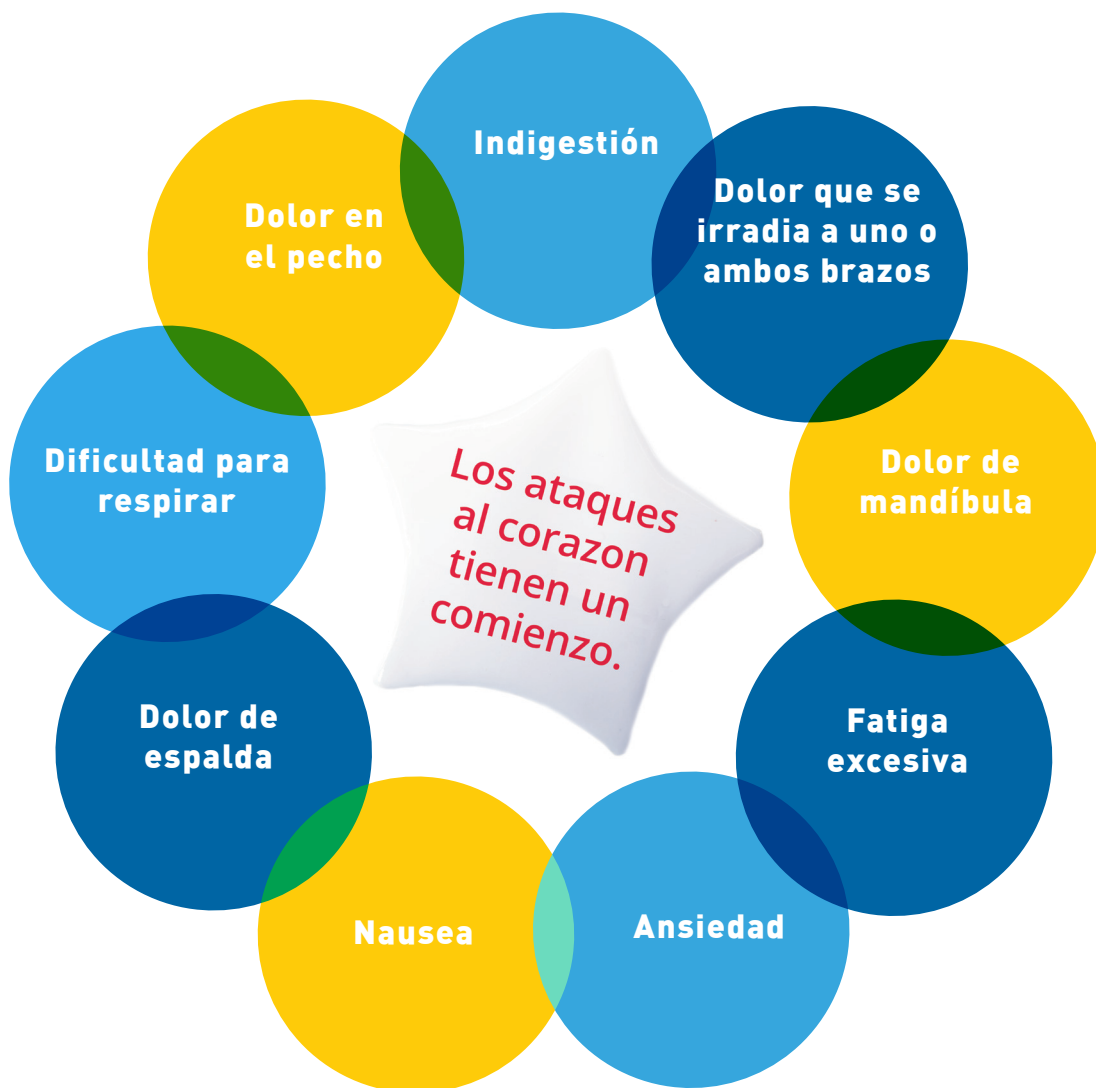 Indigestión
Dolor que se
irradia a uno o
ambos brazos
Dolor de
mandíbula
Fatiga
excesiva
Ansiedad
Nausea
Dolor de
espalda
Dificultad para
respirar
Dolor en
el pecho
Los ataques
al corazon
tienen un
comienzo.